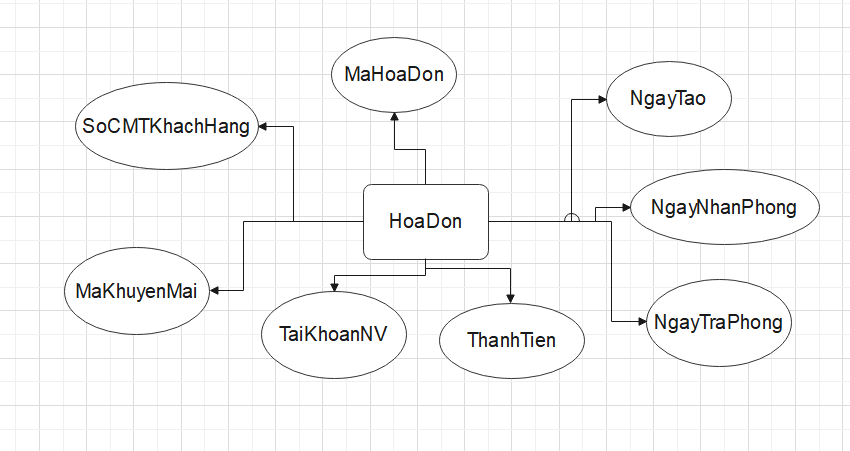 MaHoaDon
NgayTao
SoCMTKhachHang
NgayNhanPhong
HoaDon
MaKhuyenMai
NgayTraPhong
TaiKhoanNV
ThanhTien